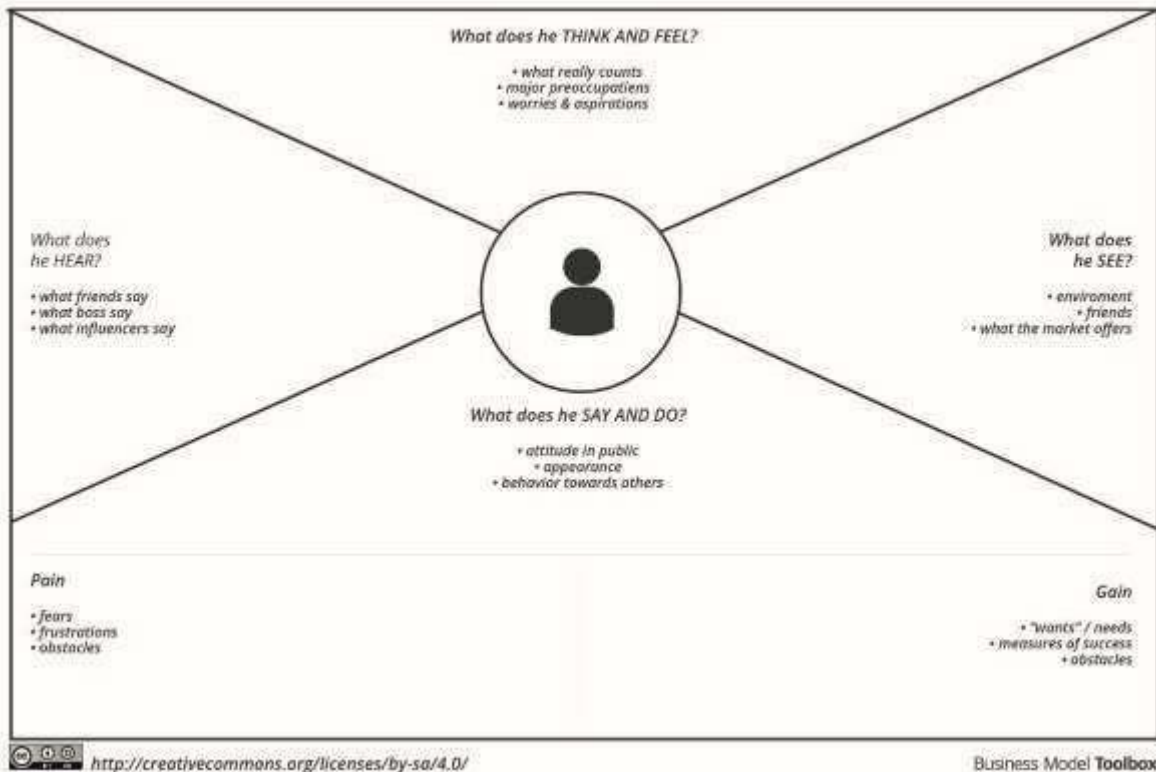 What does he THINK AND FEEL?
• what really counts
• major preoccupatiens
• worries & aspirations
What does
he HEAR?
• what friends say
• what boss say
• what influencers say
What does
he SEE?
• enviroment
• friends
• what the market offers
What does he SAY AND DO?
• attitude in public
• appearance
• behavior towards others
Pain
• fears
• frustrations
• obstacles
Gain
• "wants" / needs
• measures of success
• obstacles
http://creativecommons.org/licenses/by-sa/4.0/
Business Model Toolbox